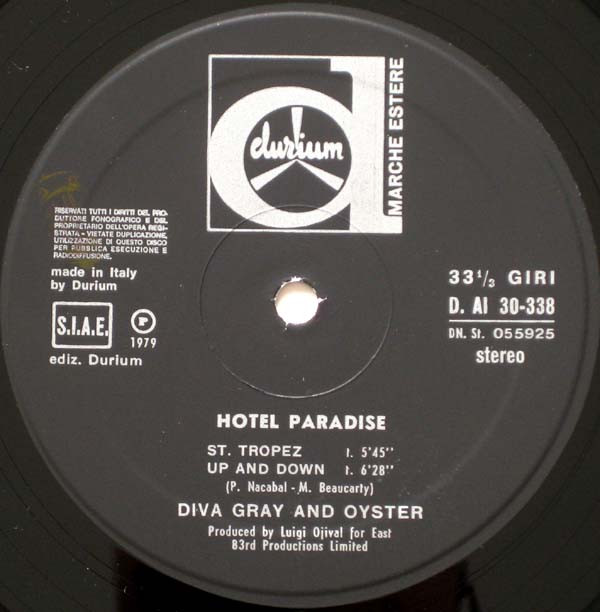 durium
MARCHE ESTERE
RISERVATI TUTTI I DIRITTI DEL PRO-
DUTTORE FONOGRAFICO E DEL
PROPRIETARIO DELL'OPERA REGI-
STRATA - VIETATE DUPLICAZIONE,
UTILIZZAZIONE DI QUESTO DISCO
PER PUBBLICA ESECUZIONE E
RADIODIFFUSIONE.
made in Italy
by Durium
S.I.A.E.
P
1979
ediz. Durium
33 1/3 GIRI
D. AI 30-338
DN. St. 055925
stereo
HOTEL PARADISE
ST. TROPEZ t. 5'45''
UP AND DOWN t. 6'28''
(P. Nacabal - M. Beaucarty)
DIVA GRAY AND OYSTER
Produced by Luigi Ojival for East
83rd Productions Limited